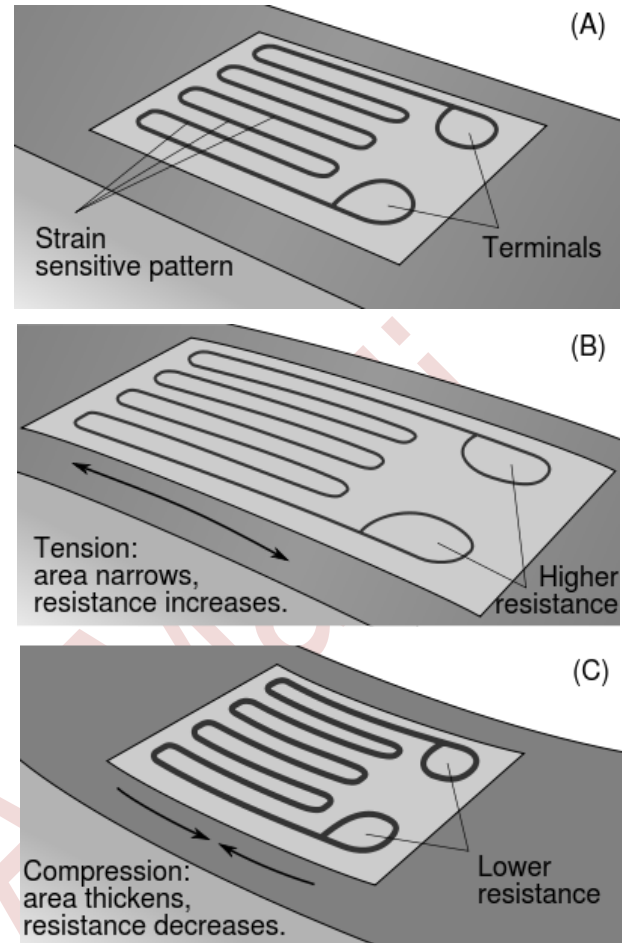 (A)
Strain
sensitive pattern
Terminals
(B)
Tension:
area narrows,
resistance increases.
Higher
resistance
(C)
Compression:
area thickens,
resistance decreases.
Lower
resistance